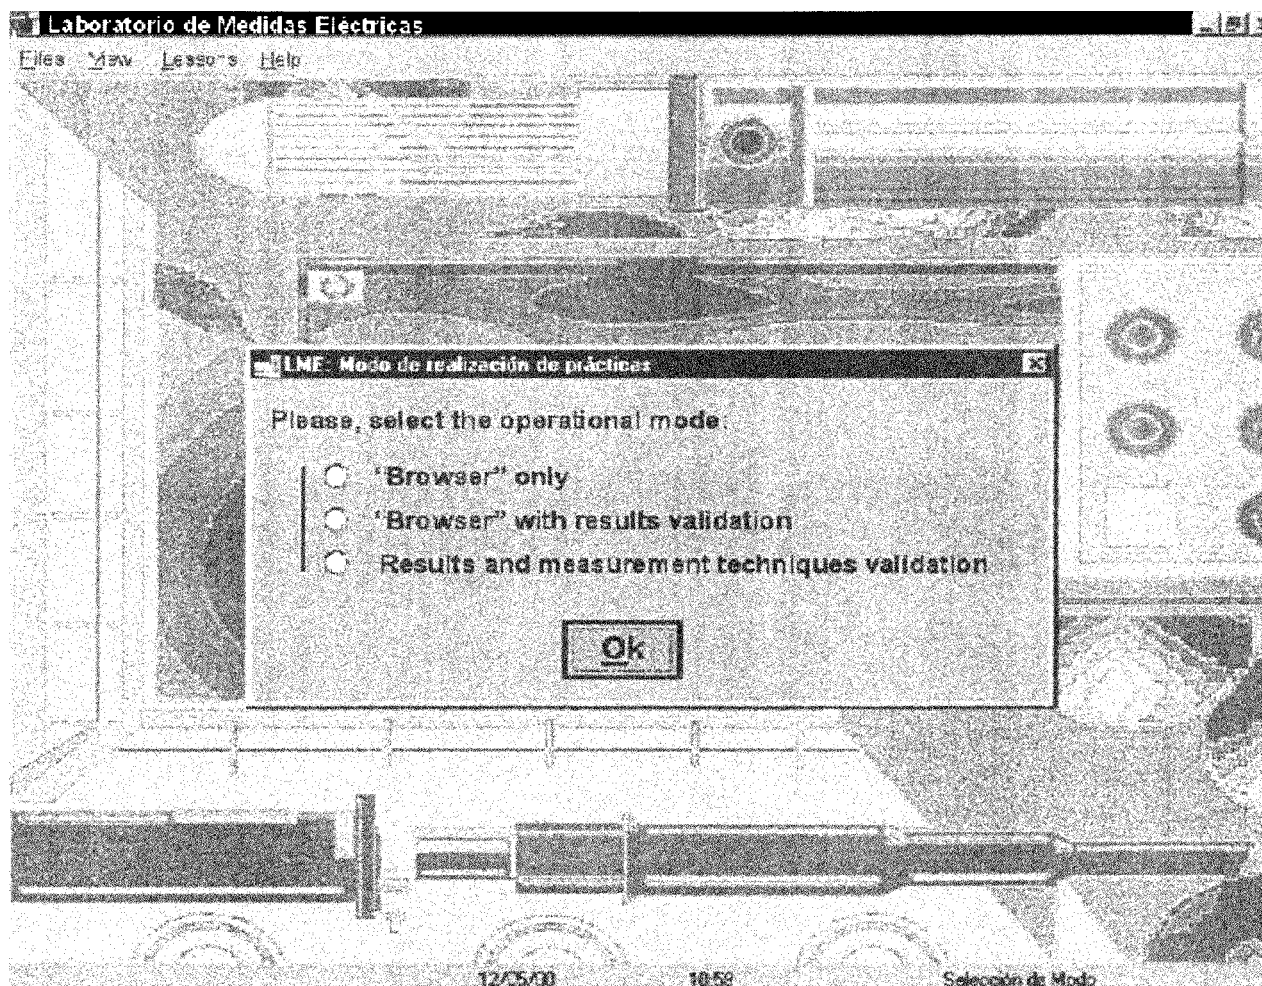 Laboratorio de Medidas Eléctricas
Files View Lessons Help
LME: Modo de realización de prácticas
Please, select the operational mode:
"Browser" only
"Browser" with results validation
Results and measurement techniques validation
Ok
12/05/00 10:59 Selección de Modo